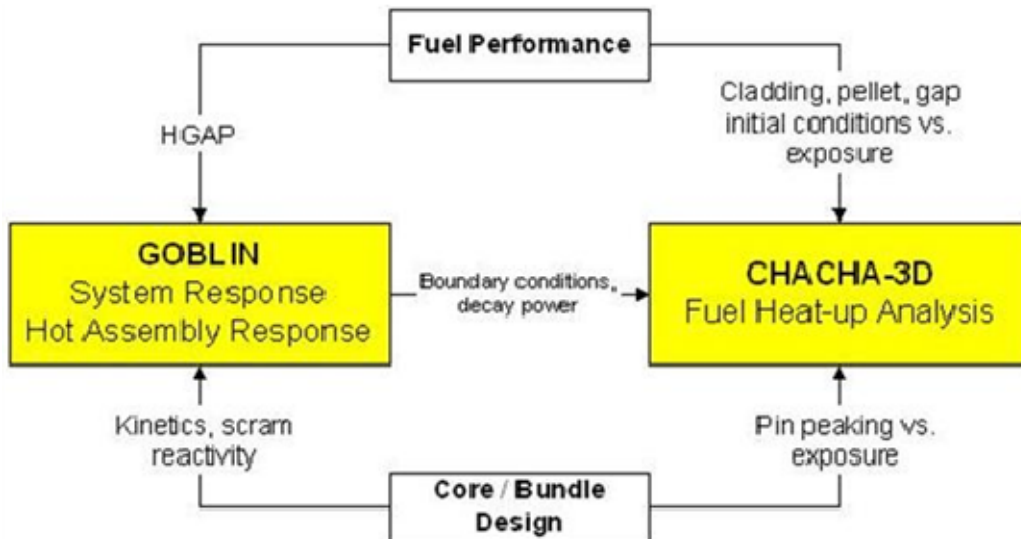 Fuel Performance
HGAP
Cladding, pellet, gap
initial conditions vs.
exposure
GOBLIN
System Response
Hot Assembly Response
Boundary conditions,
decay power
CHACHA-3D
Fuel Heat-up Analysis
Kinetics, scram
reactivity
Pin peaking vs.
exposure
Core / Bundle
Design